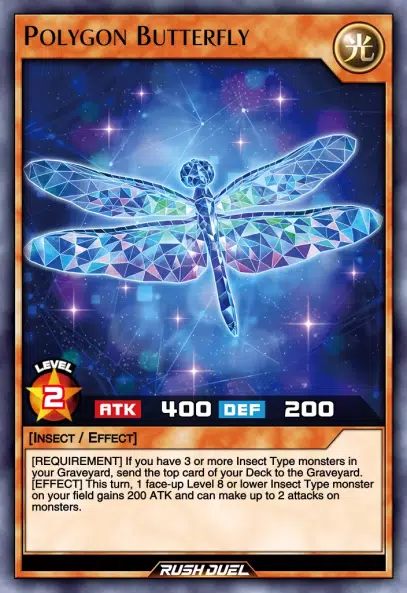 Polygon Butterfly
光
LEVEL
2
ATK 400 DEF 200
[Insect / Effect]
[REQUIREMENT] If you have 3 or more Insect Type monsters in
your Graveyard, send the top card of your Deck to the Graveyard.
[EFFECT] This turn, 1 face-up Level 8 or lower Insect Type monster
on your field gains 200 ATK and can make up to 2 attacks on
monsters.
RUSH DUEL